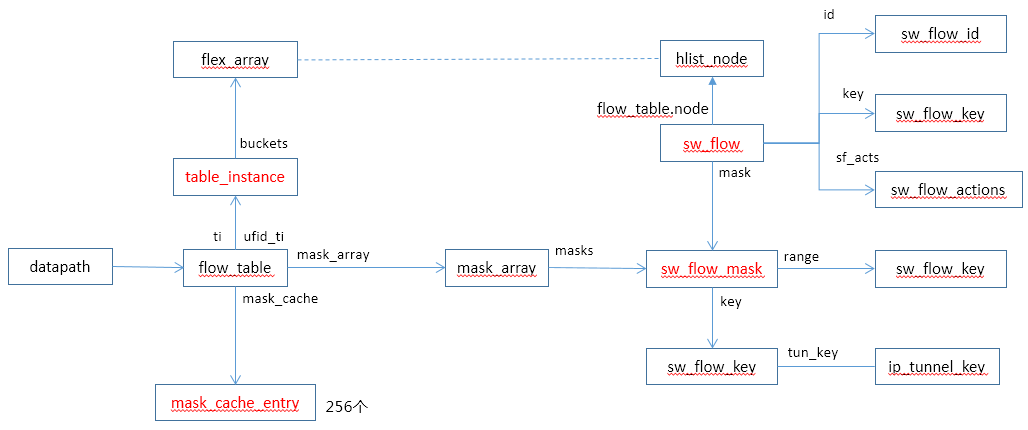 id
sw_flow_id
flex_array
hlist_node
key
flow_table.node
sw_flow_key
buckets
sw_flow
sf_acts
table_instance
mask
sw_flow_actions
ti
ufid_ti
mask_array
masks
range
datapath
flow_table
mask_array
sw_flow_mask
sw_flow_key
mask_cache
key
tun_key
sw_flow_key
ip_tunnel_key
mask_cache_entry
256个